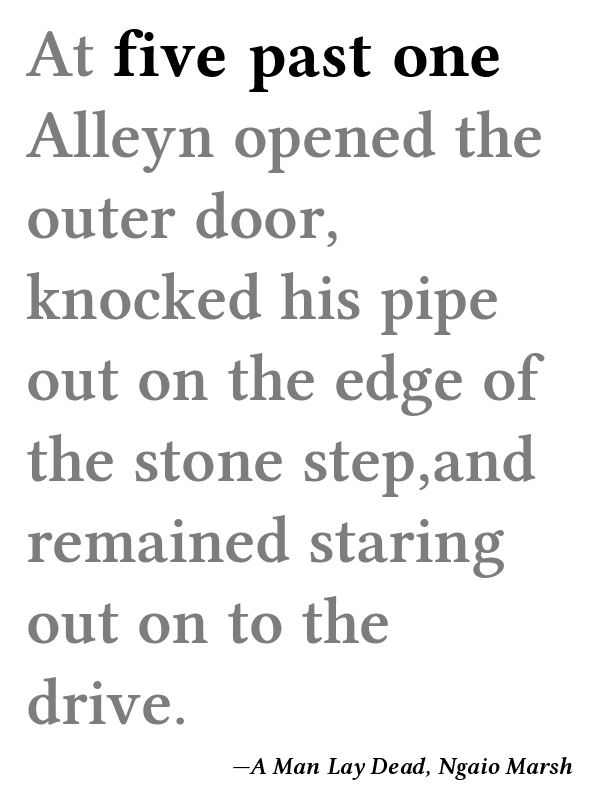 At five past one
Alleyn opened the
outer door,
knocked his pipe
out on the edge of
the stone step,and
remained staring
out on to the
drive.
—A Man Lay Dead, Ngaio Marsh